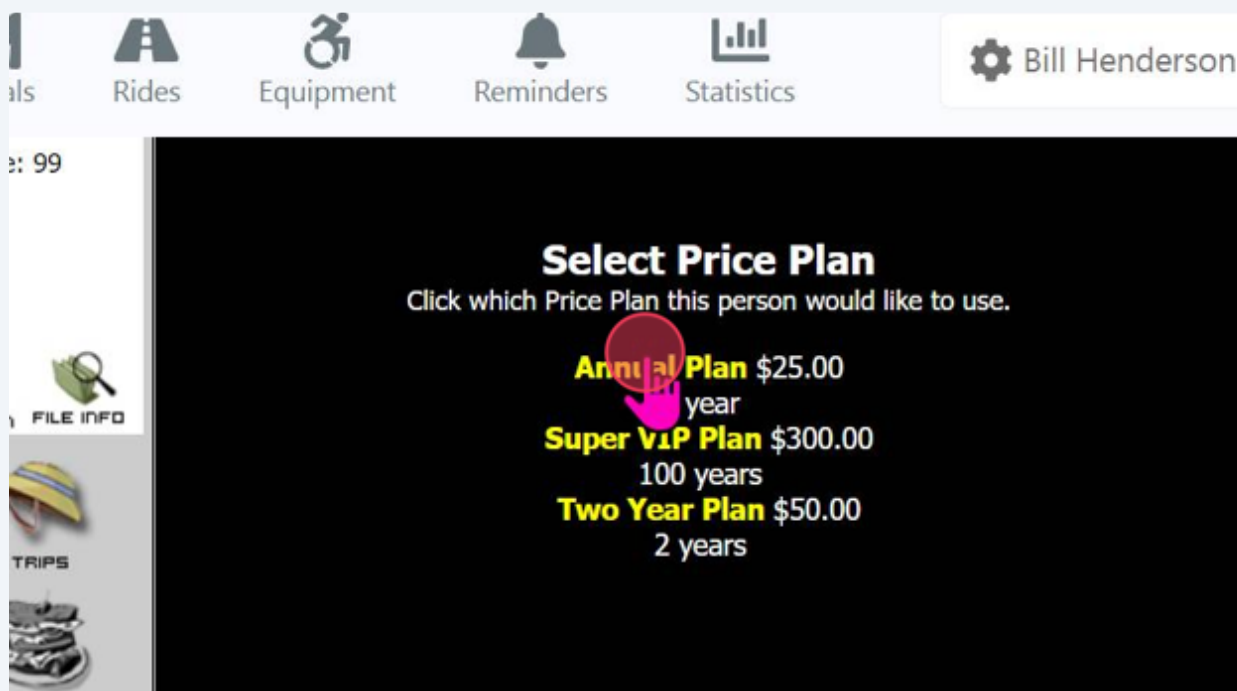 Rides
Equipment
Reminders
Statistics
Bill Henderson
99
FILE INFO
TRIPS
Select Price Plan
Click which Price Plan this person would like to use.
Annual Plan $25.00
year
Super VIP Plan $300.00
100 years
Two Year Plan $50.00
2 years